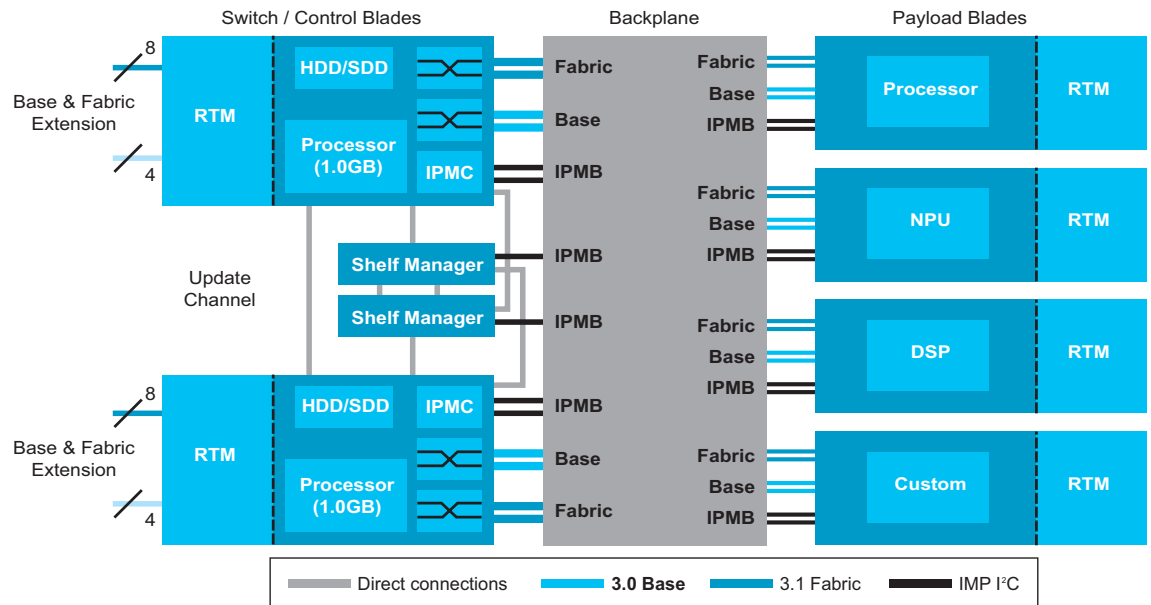 Switch / Control Blades
Backplane
Payload Blades
8
Base & Fabric
Extension
4
RTM
HDD/SDD
Processor
(1.0GB)
IPMC
Fabric
Base
IPMB
Fabric
Base
IPMB
Processor
RTM
Fabric
Base
IPMB
NPU
RTM
Update
Channel
Shelf Manager
IPMB
Shelf Manager
IPMB
Fabric
Base
IPMB
DSP
RTM
8
Base & Fabric
Extension
4
RTM
HDD/SDD
IPMC
Processor
(1.0GB)
IPMB
Base
Fabric
Fabric
Base
IPMB
Custom
RTM
Direct connections
3.0 Base
3.1 Fabric
IMP I²C